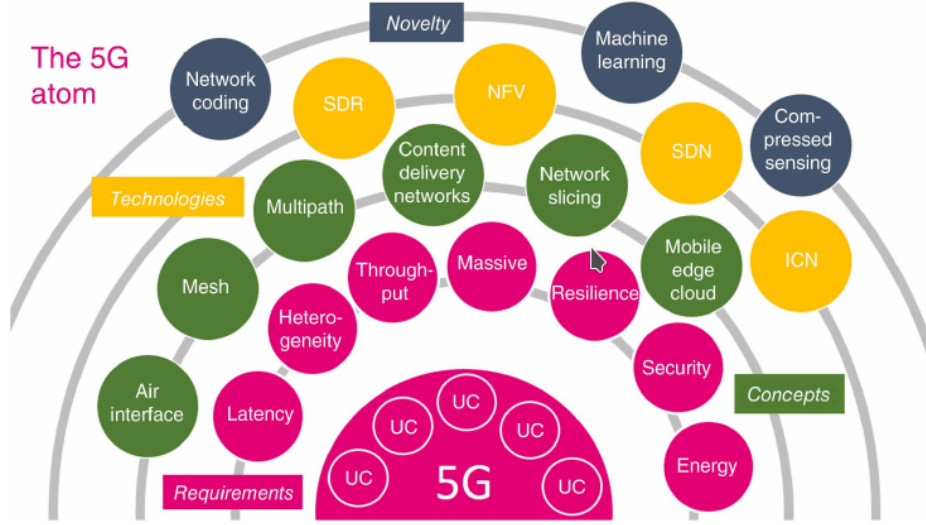 The 5G
atom
Novelty
Network
coding
Machine
learning
Com-
pressed
sensing
Technologies
SDR
NFV
SDN
ICN
Air
interface
Mesh
Multipath
Content
delivery
networks
Network
slicing
Mobile
edge
cloud
Concepts
Latency
Hetero-
geneity
Through-
put
Massive
Resilience
Security
Energy
Requirements
UC
UC
UC
UC
UC
5G